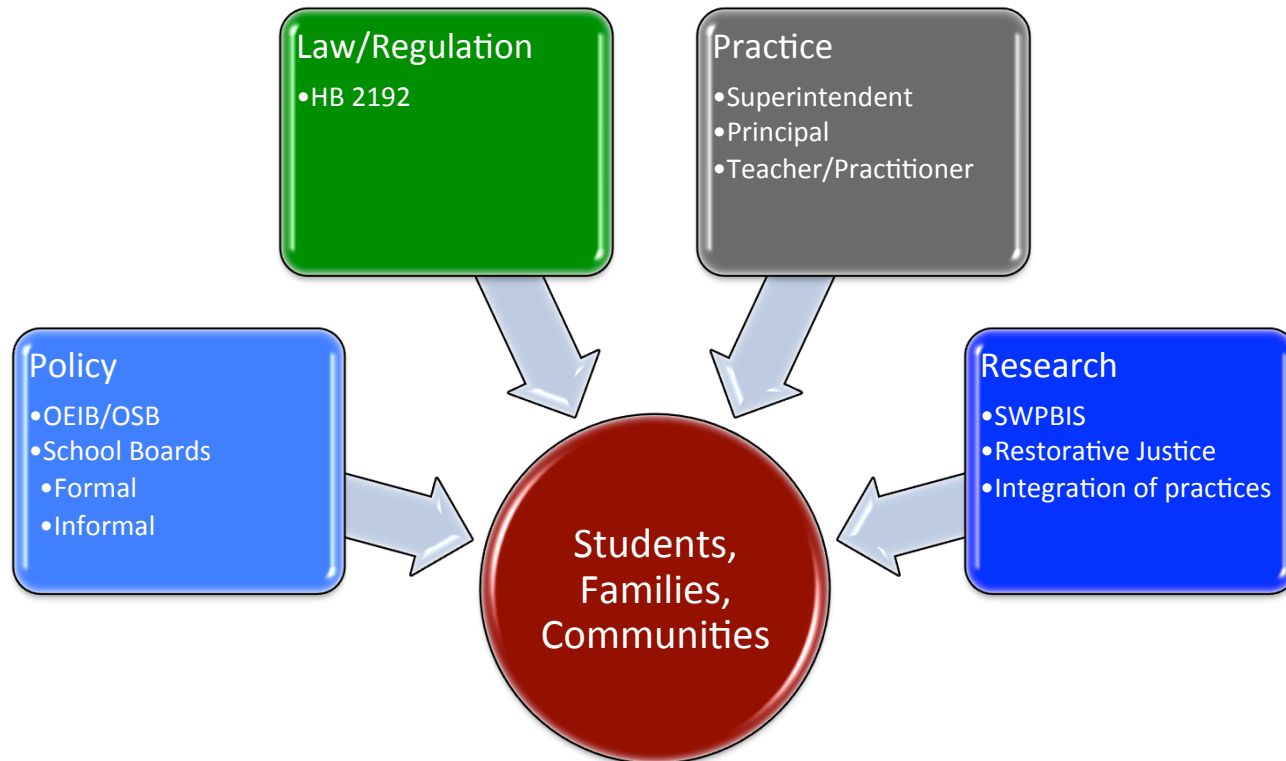 Law/Regulation
•HB 2192
Practice
•Superintendent
•Principal
•Teacher/Practitioner
Policy
•OEIB/OSB
•School Boards
•Formal
•Informal
Research
•SWPBIS
•Restorative Justice
•Integration of practices
Students,
Families,
Communities